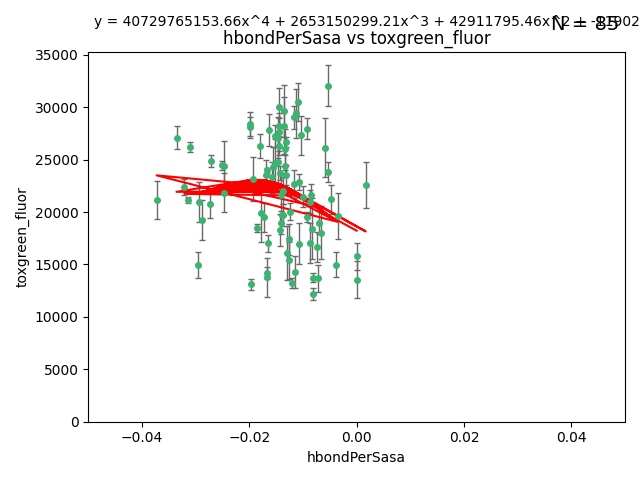 y = 40729765153.66x^4 + 2653150299.21x^3 + 42911795.46x^2 +
N = 85
hbondPerSasa vs toxgreen_fluor
35000
30000
25000
20000
15000
10000
5000
0
toxgreen_fluor
−0.04
−0.02
0.00
0.02
0.04
hbondPerSasa